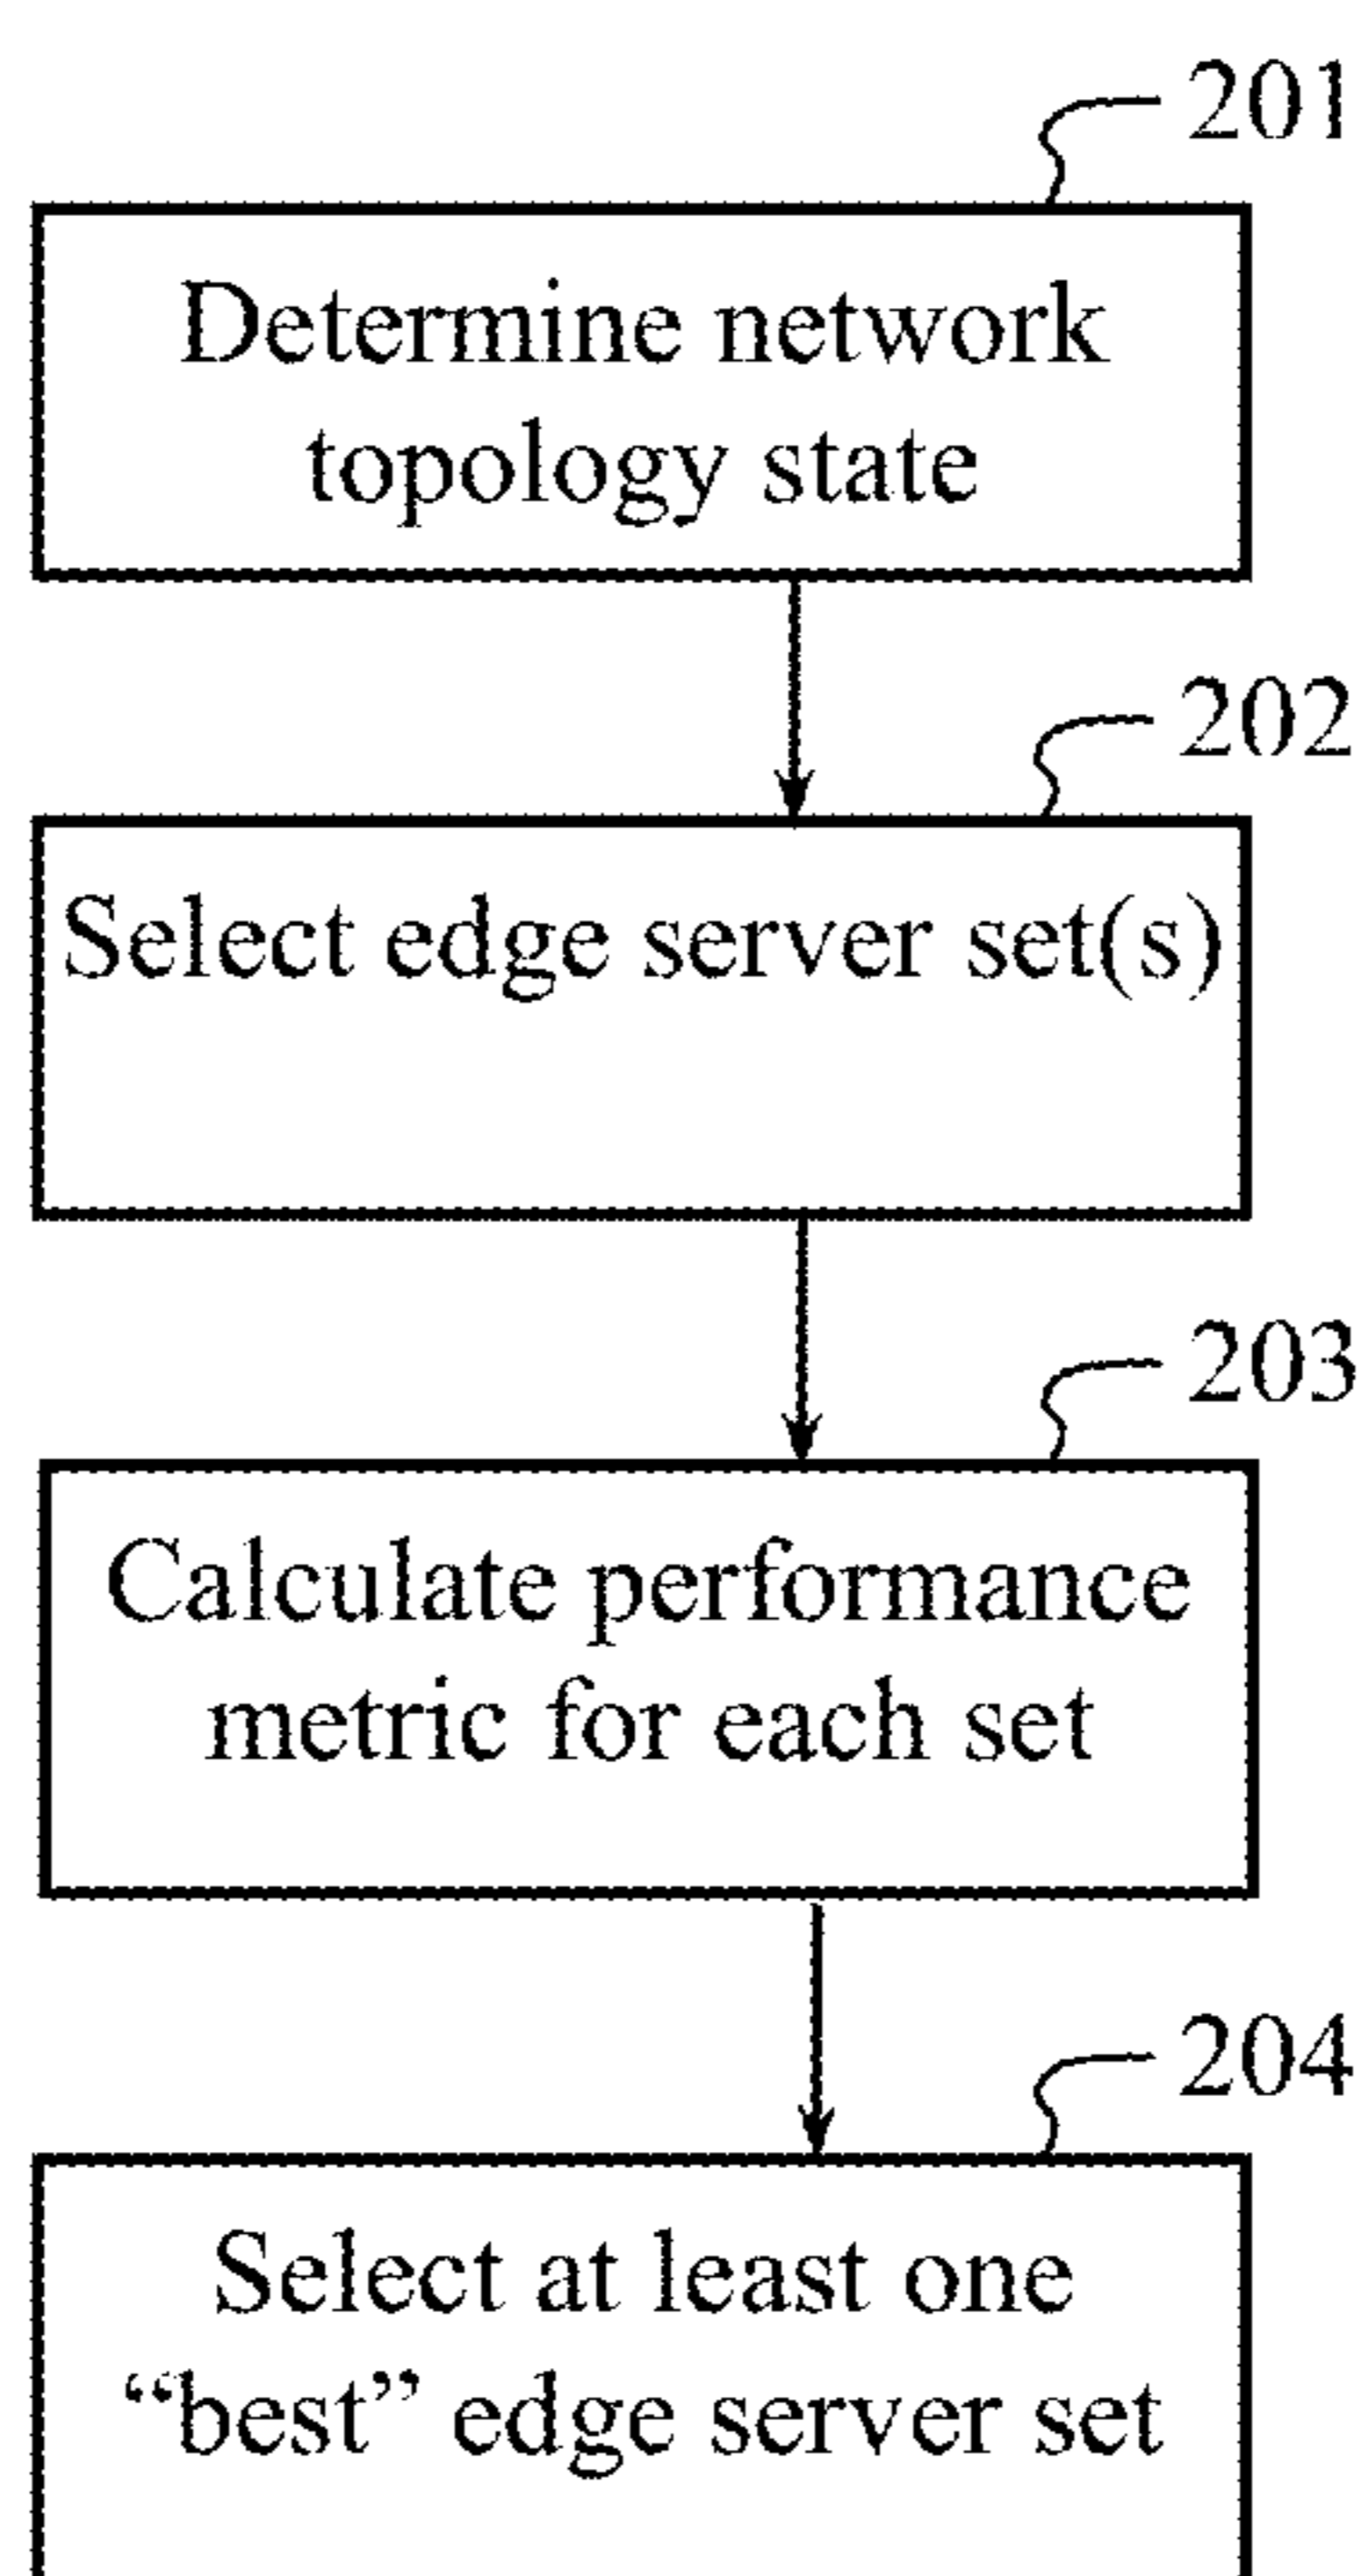 201
Determine network
topology state
202
Select edge server set(s)
203
Calculate performance
metric for each set
204
Select at least one
“best” edge server set